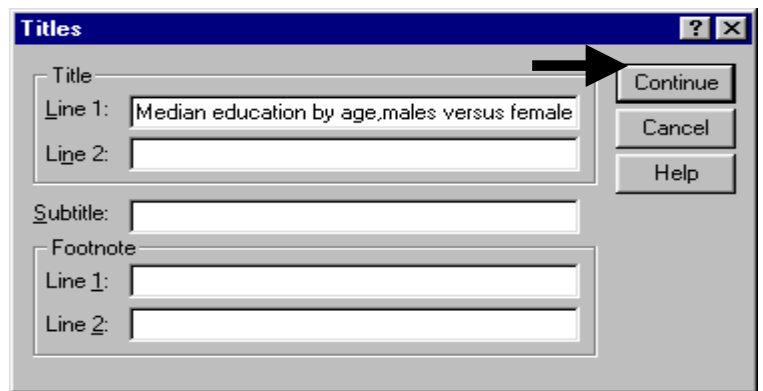 Titles
Title
Line 1: Median education by age,males versus female
Line 2:
Subtitle:
Footnote
Line 1:
Line 2:
Continue
Cancel
Help